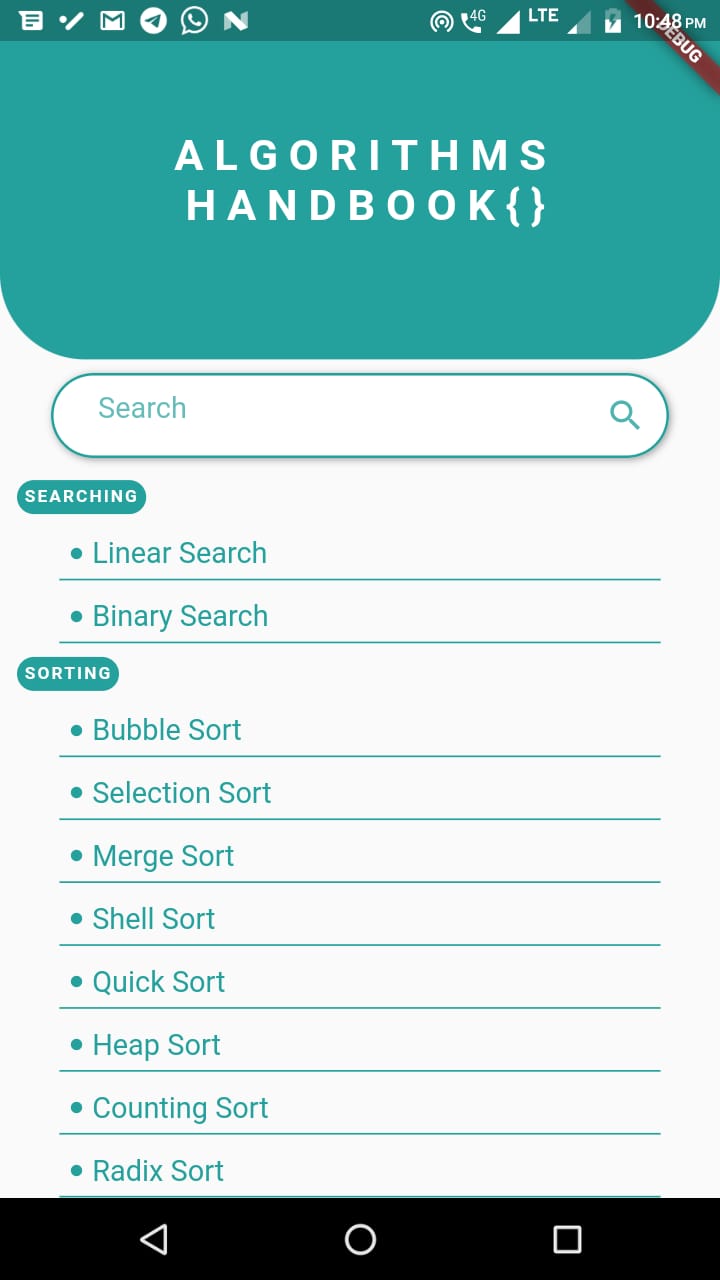 4G LTE 10:48 PM
DEBUG
ALGORITHMS
HANDBOOK{}
Search
SEARCHING
• Linear Search
• Binary Search
SORTING
• Bubble Sort
• Selection Sort
• Merge Sort
• Shell Sort
• Quick Sort
• Heap Sort
• Counting Sort
• Radix Sort